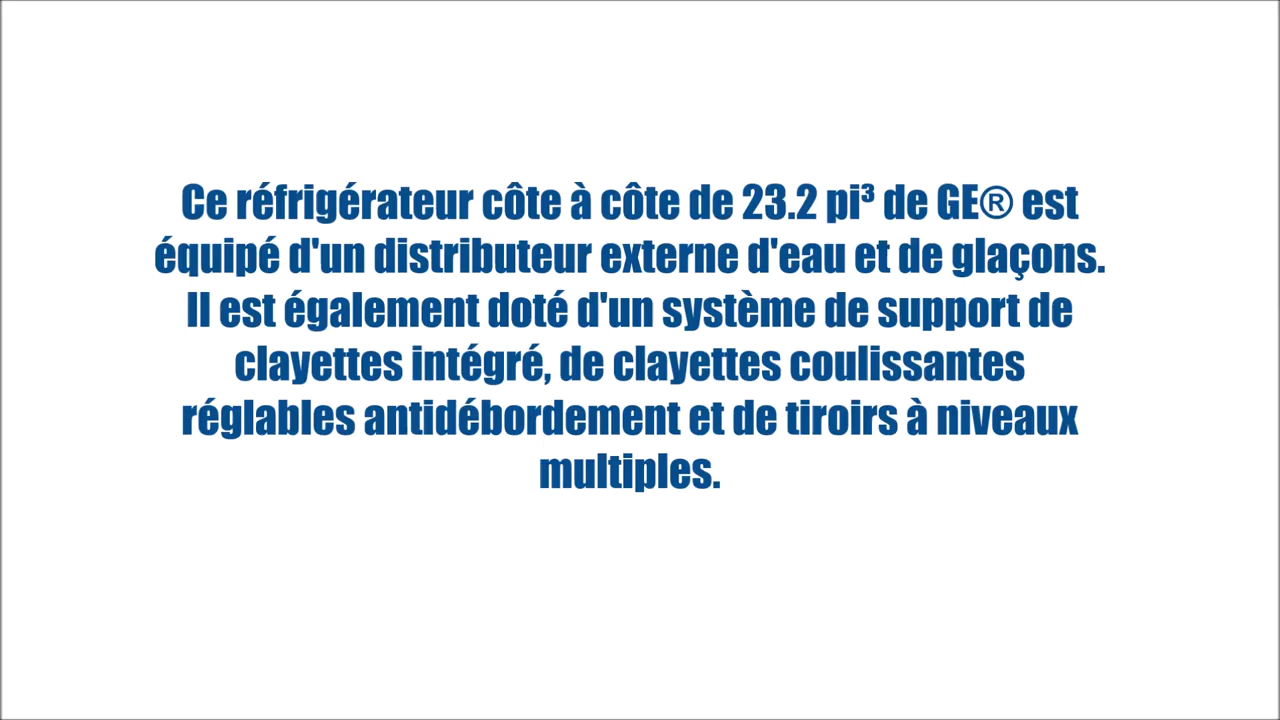 Ce réfrigérateur côte à côte de 23.2 pi³ de GE® est
équipé d'un distributeur externe d'eau et de glaçons.
Il est également doté d'un système de support de
clayettes intégré, de clayettes coulissantes
réglables antidébordement et de tiroirs à niveaux
multiples.